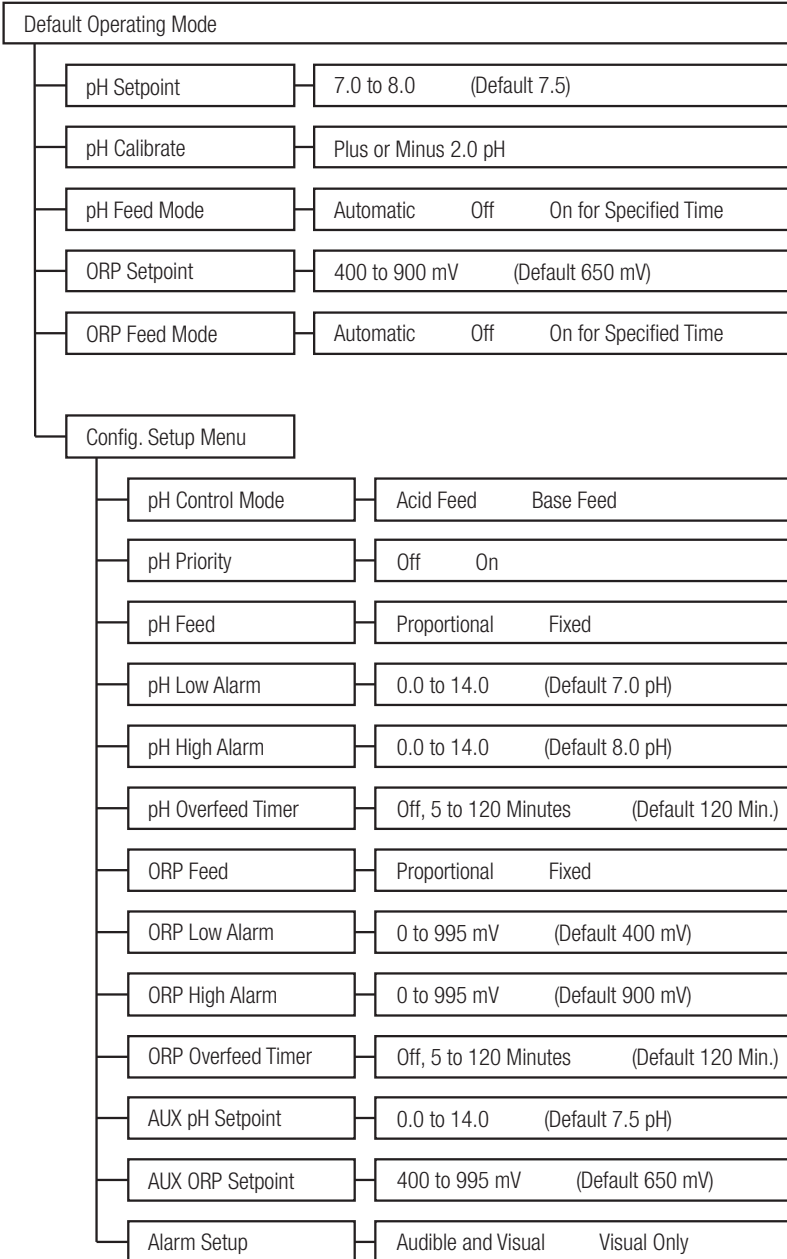 Default Operating Mode
pH Setpoint 7.0 to 8.0 (Default 7.5)
pH Calibrate Plus or Minus 2.0 pH
pH Feed Mode Automatic Off On for Specified Time
ORP Setpoint 400 to 900 mV (Default 650 mV)
ORP Feed Mode Automatic Off On for Specified Time
Config. Setup Menu
pH Control Mode Acid Feed Base Feed
pH Priority Off On
pH Feed Proportional Fixed
pH Low Alarm 0.0 to 14.0 (Default 7.0 pH)
pH High Alarm 0.0 to 14.0 (Default 8.0 pH)
pH Overfeed Timer Off, 5 to 120 Minutes (Default 120 Min.)
ORP Feed Proportional Fixed
ORP Low Alarm 0 to 995 mV (Default 400 mV)
ORP High Alarm 0 to 995 mV (Default 900 mV)
ORP Overfeed Timer Off, 5 to 120 Minutes (Default 120 Min.)
AUX pH Setpoint 0.0 to 14.0 (Default 7.5 pH)
AUX ORP Setpoint 400 to 995 mV (Default 650 mV)
Alarm Setup Audible and Visual Visual Only